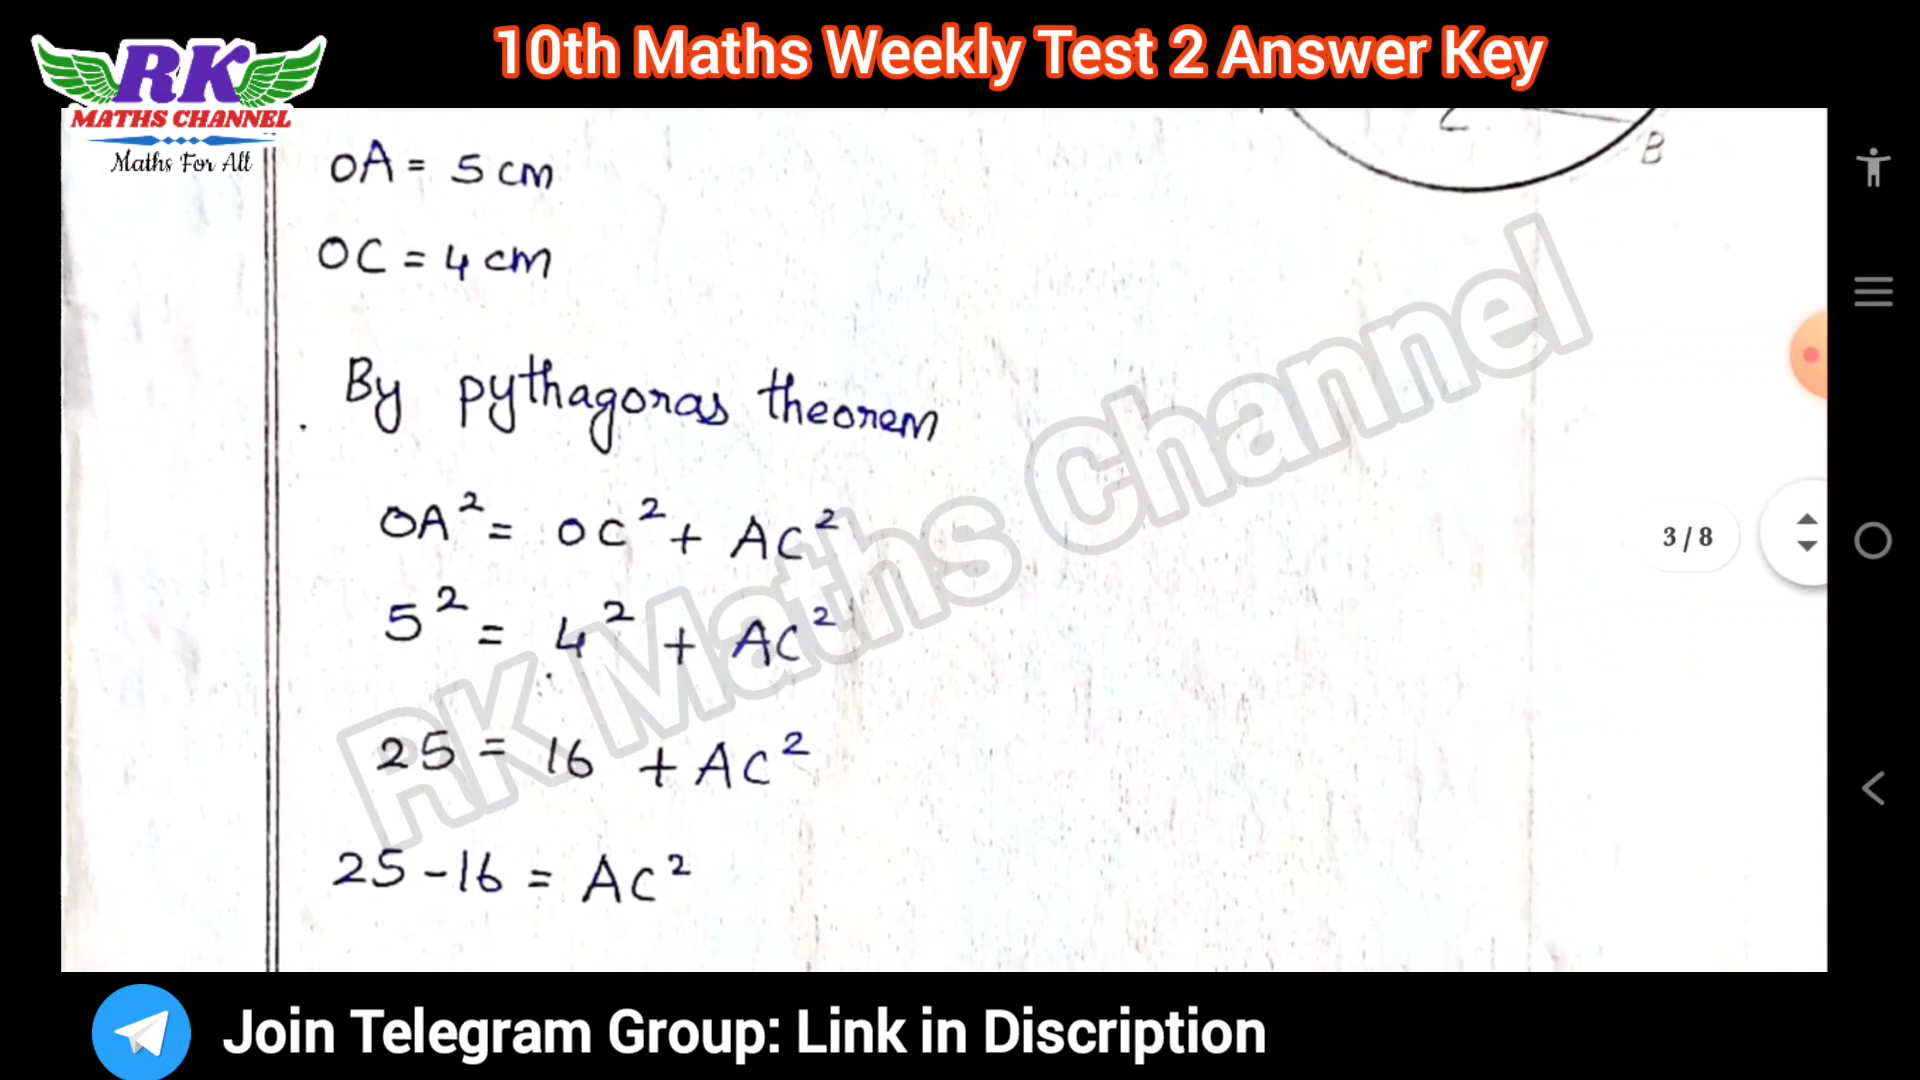 10th Maths Weekly Test 2 Answer Key
RK
MATHS CHANNEL
Maths For All
B
OA = 5 cm
OC = 4 cm
By pythagoras theorem
OA² = OC² + AC²
5² = 4² + AC²
25 = 16 + AC²
25 - 16 = AC²
RK Maths Channel
3 / 8
Join Telegram Group: Link in Discription